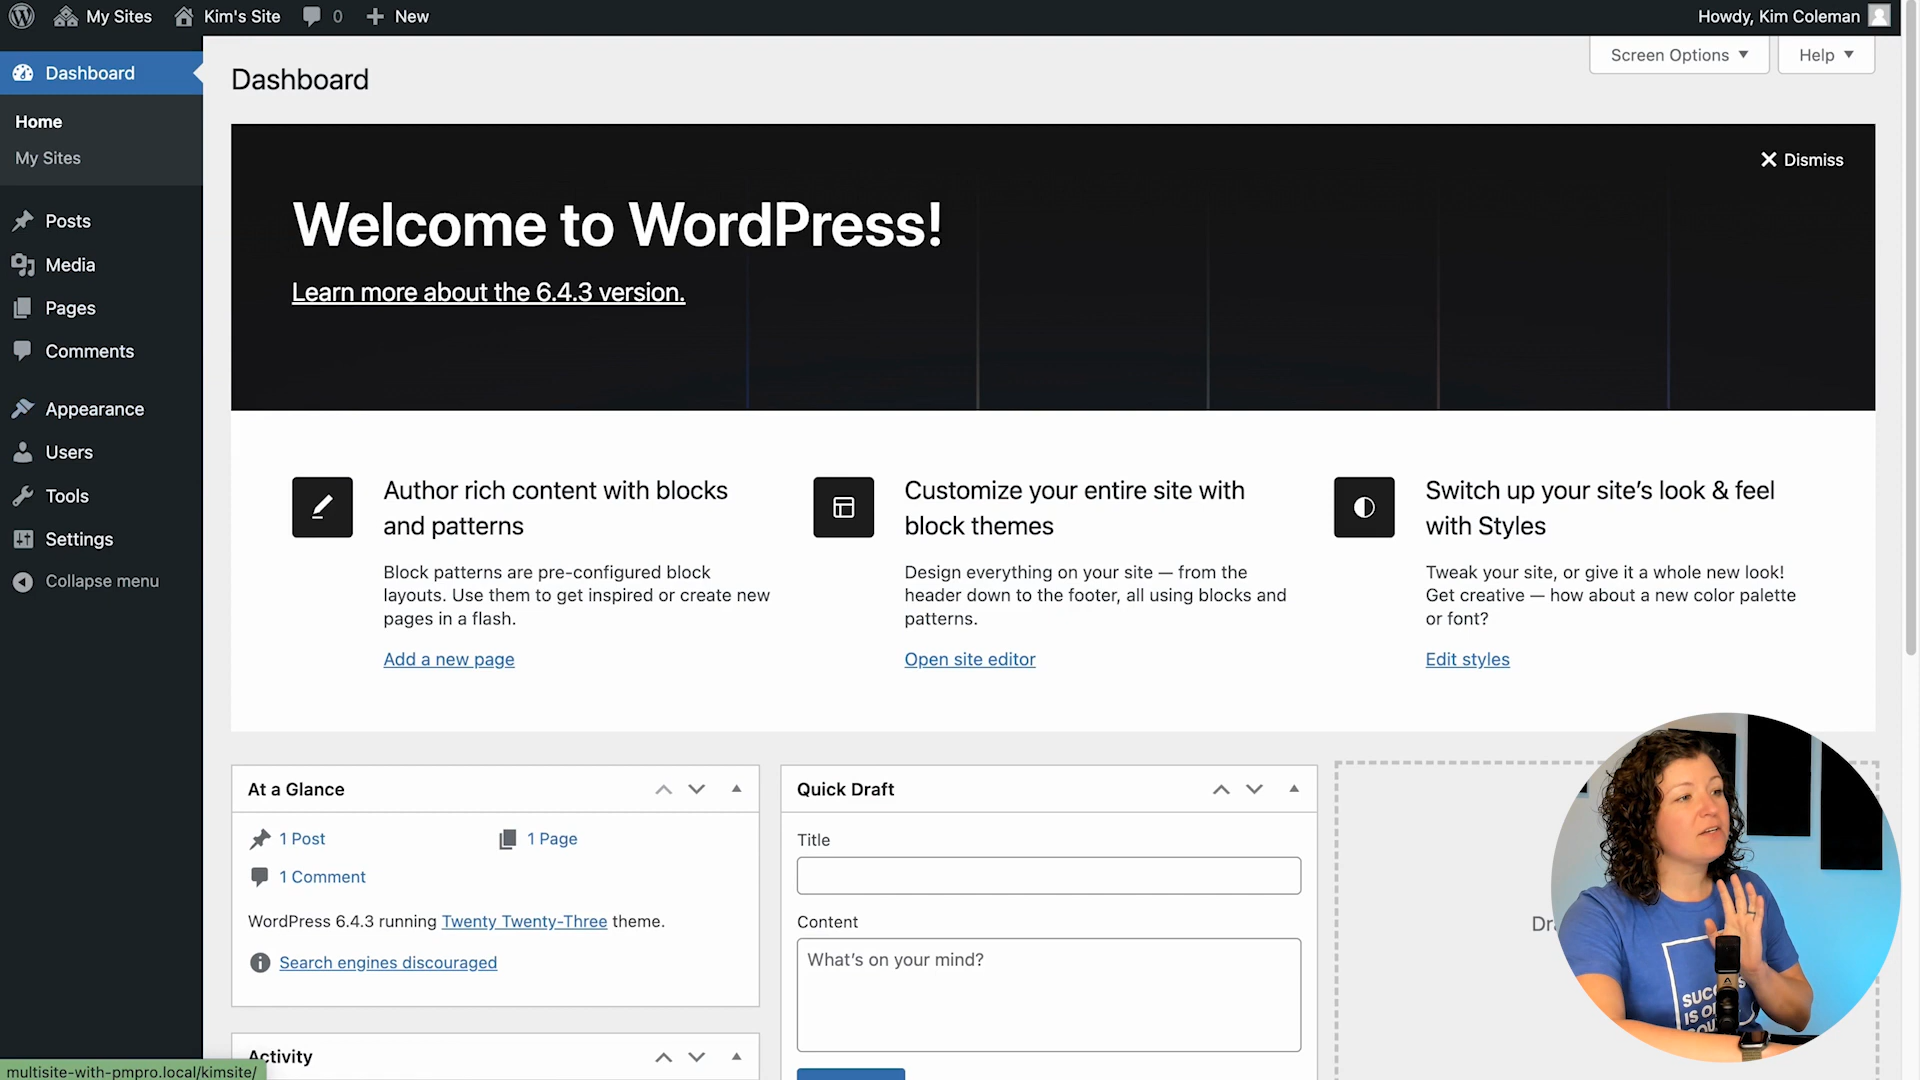 My Sites
Kim's Site
0
New
Howdy, Kim Coleman
Dashboard
Home
My Sites
Posts
Media
Pages
Comments
Appearance
Users
Tools
Settings
Collapse menu
Screen Options
Help
Dashboard
Dismiss
Welcome to WordPress!
Learn more about the 6.4.3 version.
Author rich content with blocks
and patterns
Block patterns are pre-configured block
layouts. Use them to get inspired or create new
pages in a flash.
Add a new page
Customize your entire site with
block themes
Design everything on your site — from the
header down to the footer, all using blocks and
patterns.
Open site editor
Switch up your site’s look & feel
with Styles
Tweak your site, or give it a whole new look!
Get creative — how about a new color palette
or font?
Edit styles
At a Glance
1 Post
1 Page
1 Comment
WordPress 6.4.3 running Twenty Twenty-Three theme.
Search engines discouraged
Activity
Quick Draft
Title
Content
What’s on your mind?
IS
multisite-with-pmpro.local/kimsite/